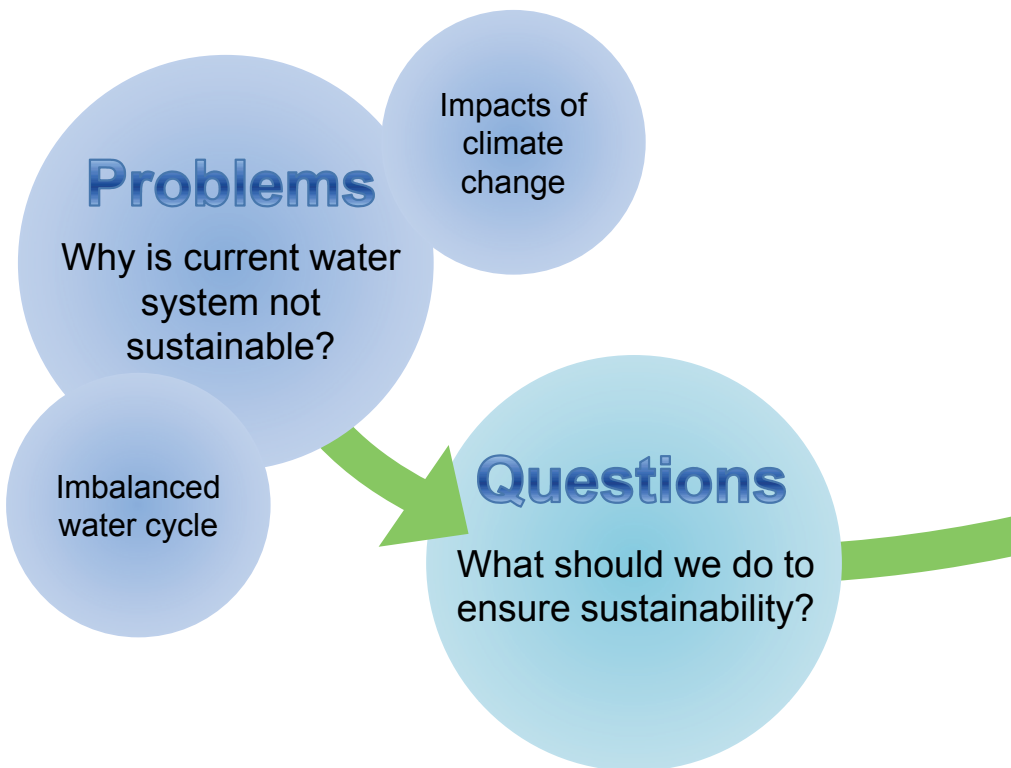 Problems
Why is current water
system not
sustainable?
Impacts of
climate
change
Imbalanced
water cycle
Questions
What should we do to
ensure sustainability?